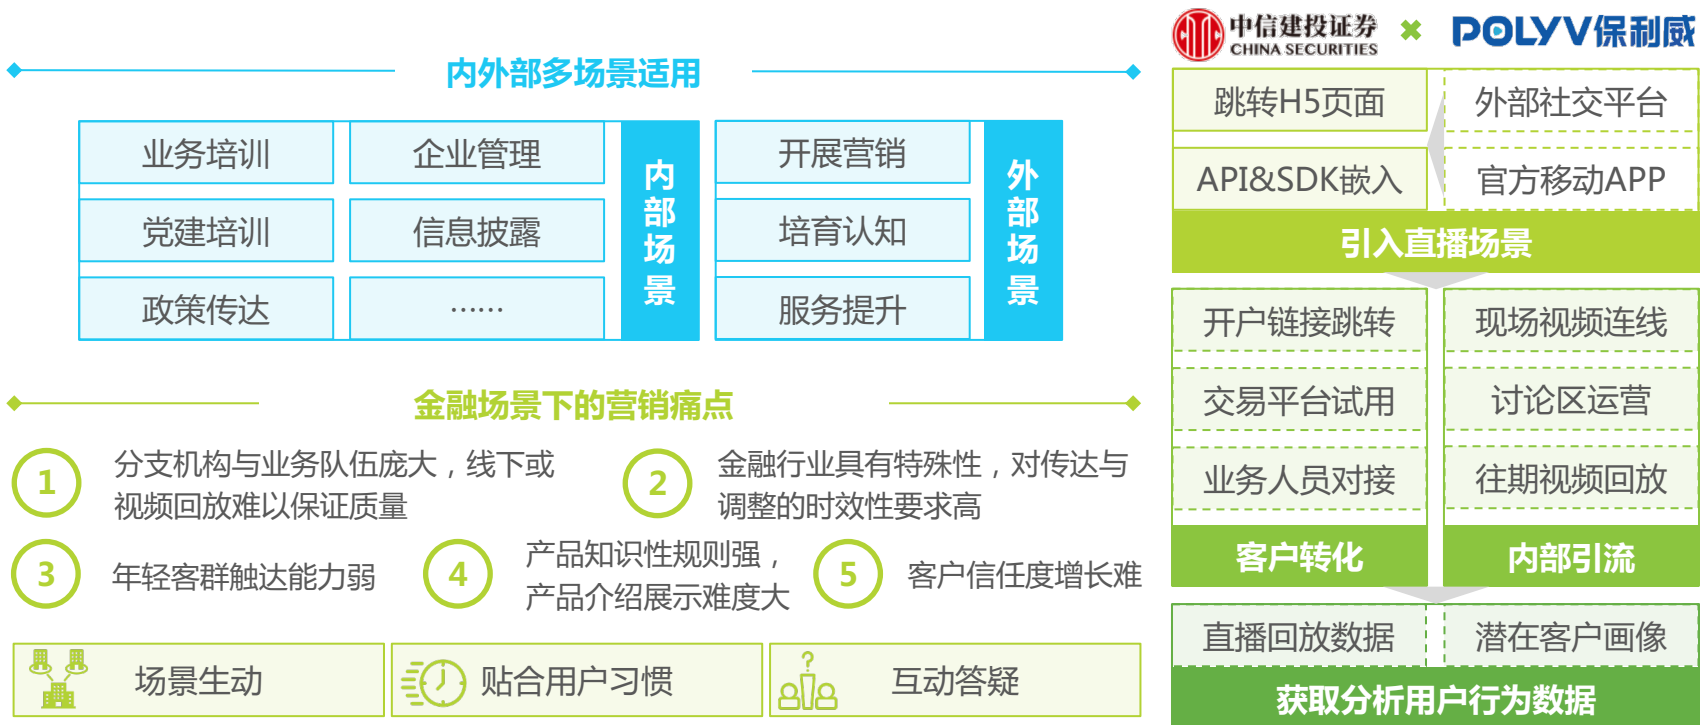 内外部多场景适用
业务培训
企业管理
党建培训
信息披露
政策传达
……
内部场景
开展营销
培育认知
服务提升
外部场景
金融场景下的营销痛点
1
分支机构与业务队伍庞大，线下或
视频回放难以保证质量
2
金融行业具有特殊性，对传达与
调整的时效性要求高
3
年轻客群触达能力弱
4
产品知识性规则强，
产品介绍展示难度大
5
客户信任度增长难
场景生动
贴合用户习惯
互动答疑
中信建投证券
CHINA SECURITIES
POLYV保利威
跳转H5页面
外部社交平台
API&SDK嵌入
官方移动APP
引入直播场景
开户链接跳转
交易平台试用
业务人员对接
客户转化
现场视频连线
讨论区运营
往期视频回放
内部引流
直播回放数据
潜在客户画像
获取分析用户行为数据